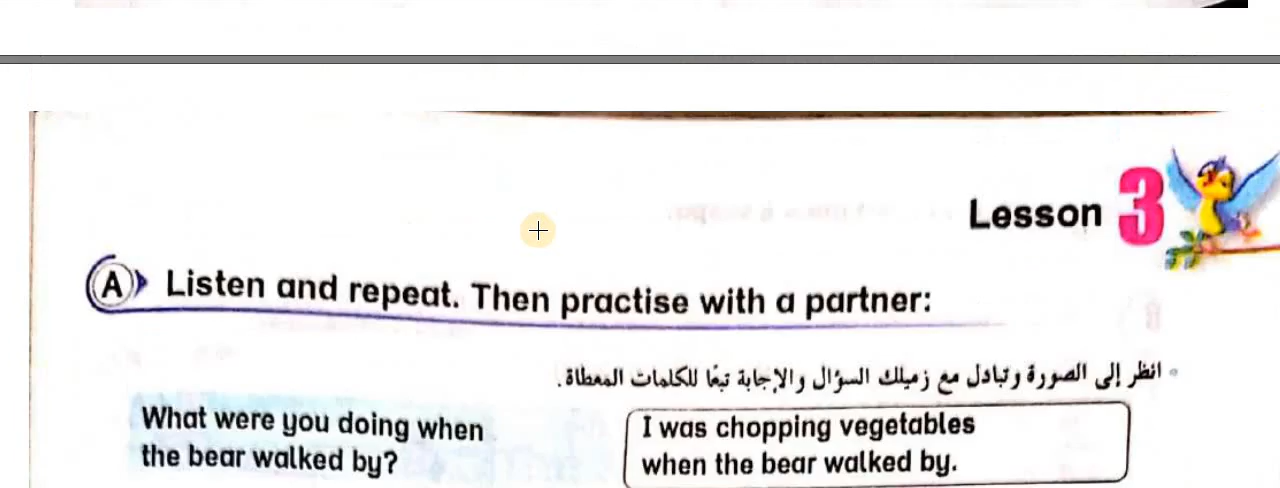 Lesson 3
A Listen and repeat. Then practise with a partner:
انظر إلى الصورة وتبادل مع زميلك السؤال والإجابة تبعًا للكلمات المعطاة.
What were you doing when
the bear walked by?
I was chopping vegetables
when the bear walked by.